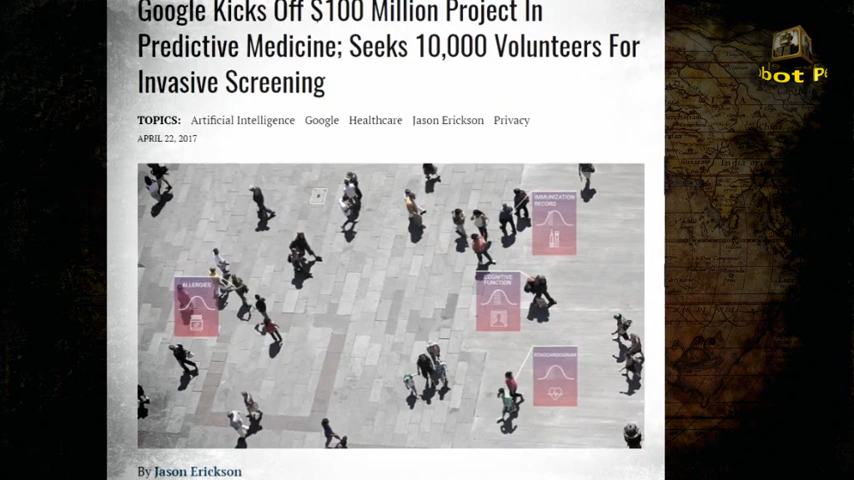 Google Kicks Off $100 Million Project In
Predictive Medicine; Seeks 10,000 Volunteers For
Invasive Screening
TOPICS: Artificial Intelligence Google Healthcare Jason Erickson Privacy
APRIL 22, 2017
IMMUNIZATION
RECORD
ALLERGIES
COGNITIVE
FUNCTION
ECHOCARDIOGRAM
By Jason Erickson